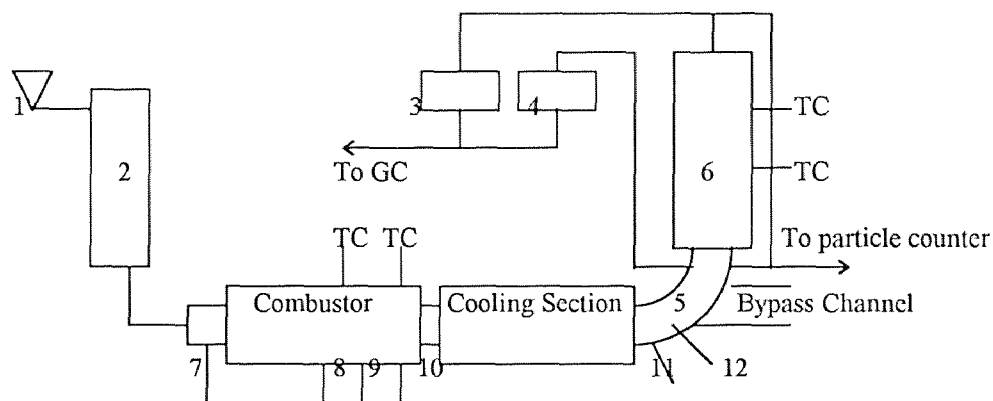 1
2
3
4
6
TC
TC
To GC
To particle counter
TC TC
Combustor
Cooling Section
5
Bypass Channel
7
8
9
10
11
12